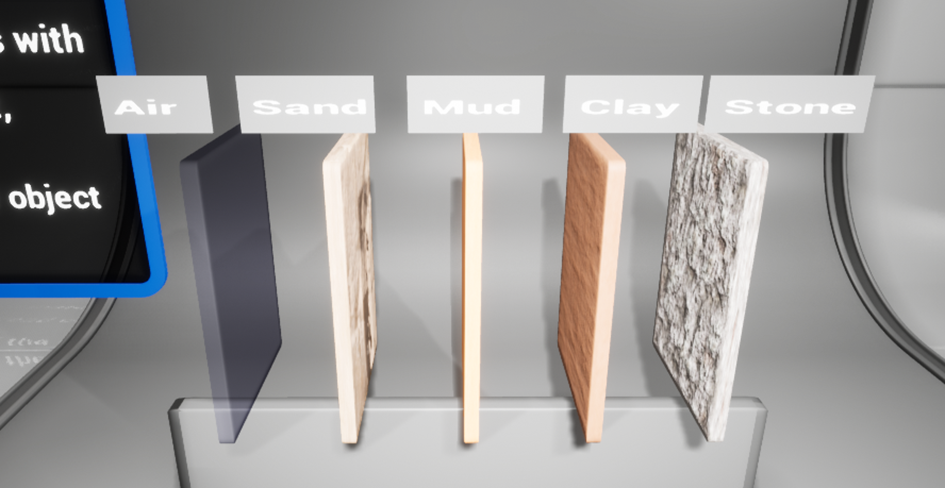 s with
,
object
Air
Sand
Mud
Clay
Stone